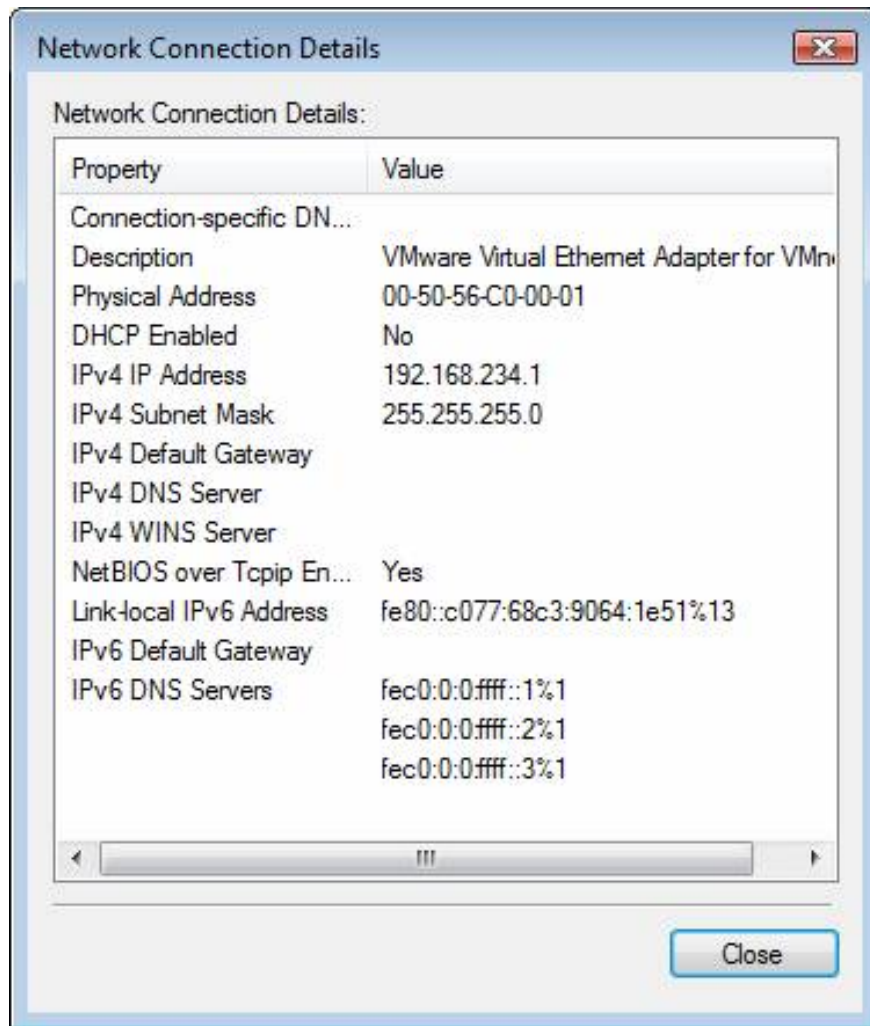 Network Connection Details
Network Connection Details:
Property Value
Connection-specific DN...
Description VMware Virtual Ethernet Adapter for VMn
Physical Address 00-50-56-C0-00-01
DHCP Enabled No
IPv4 IP Address 192.168.234.1
IPv4 Subnet Mask 255.255.255.0
IPv4 Default Gateway
IPv4 DNS Server
IPv4 WINS Server
NetBIOS over Tcpip En... Yes
Link-local IPv6 Address fe80::c077:68c3:9064:1e51%13
IPv6 Default Gateway
IPv6 DNS Servers fec0:0:0:ffff::1%1
fec0:0:0:ffff::2%1
fec0:0:0:ffff::3%1
Close